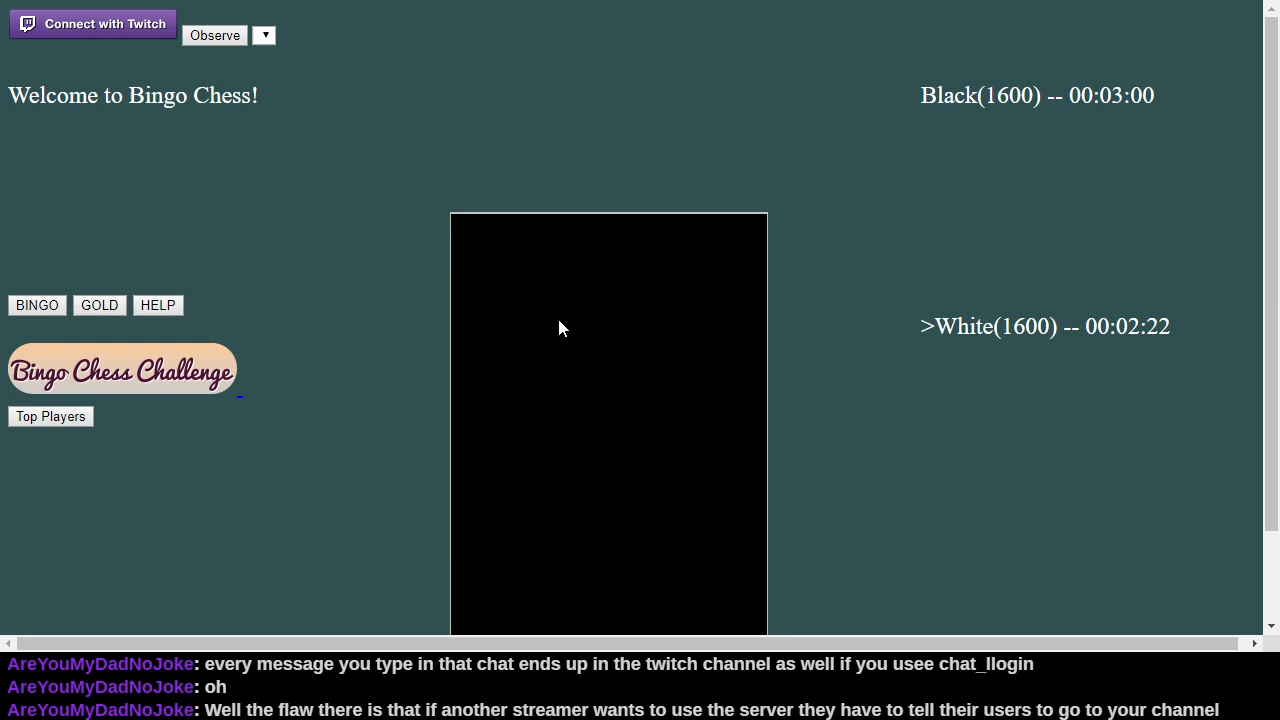 Connect with Twitch
Observe
Welcome to Bingo Chess!
Black(1600) -- 00:03:00
BINGO GOLD HELP
>White(1600) -- 00:02:22
Bingo Chess Challenge
Top Players
AreYouMyDadNoJoke: every message you type in that chat ends up in the twitch channel as well if you usee chat_llogin
AreYouMyDadNoJoke: oh
AreYouMyDadNoJoke: Well the flaw there is that if another streamer wants to use the server they have to tell their users to go to your channel